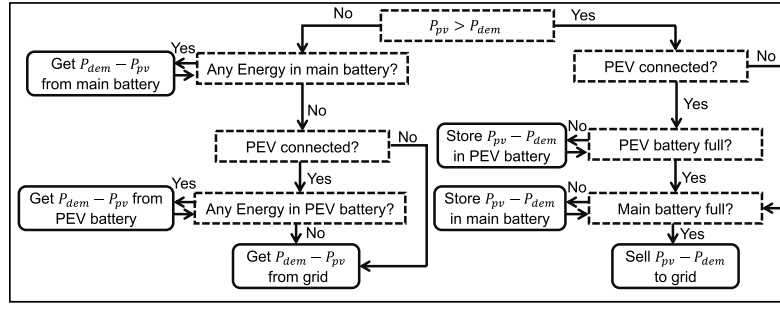 No
P_pv > P_dem
Yes
Yes
Get P_dem − P_pv
from main battery
Any Energy in main battery?
PEV connected?
No
No
Yes
PEV connected?
No
No
Store P_pv − P_dem
in PEV battery
PEV battery full?
Yes
Yes
Yes
Get P_dem − P_pv from
PEV battery
Any Energy in PEV battery?
No
Store P_pv − P_dem
in main battery
Main battery full?
No
Yes
Get P_dem − P_pv
from grid
Sell P_pv − P_dem
to grid